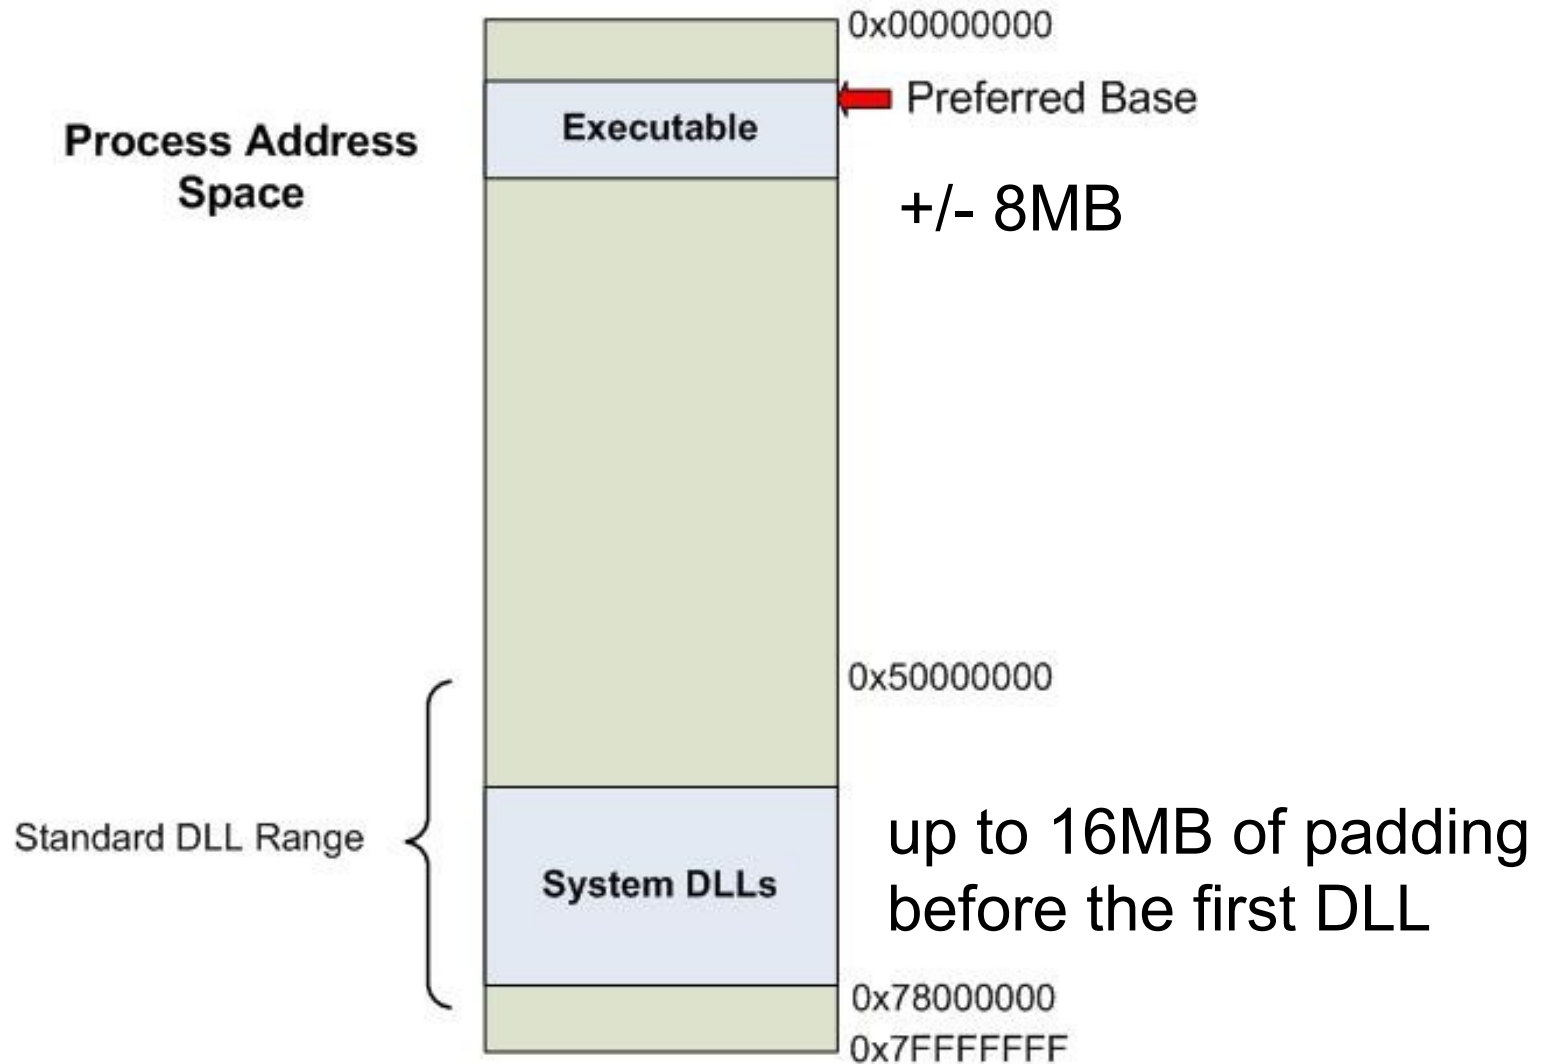 0x00000000
Preferred Base
Executable
Process Address
Space
+/- 8MB
0x50000000
Standard DLL Range
System DLLs
up to 16MB of padding
before the first DLL
0x78000000
0x7FFFFFFF